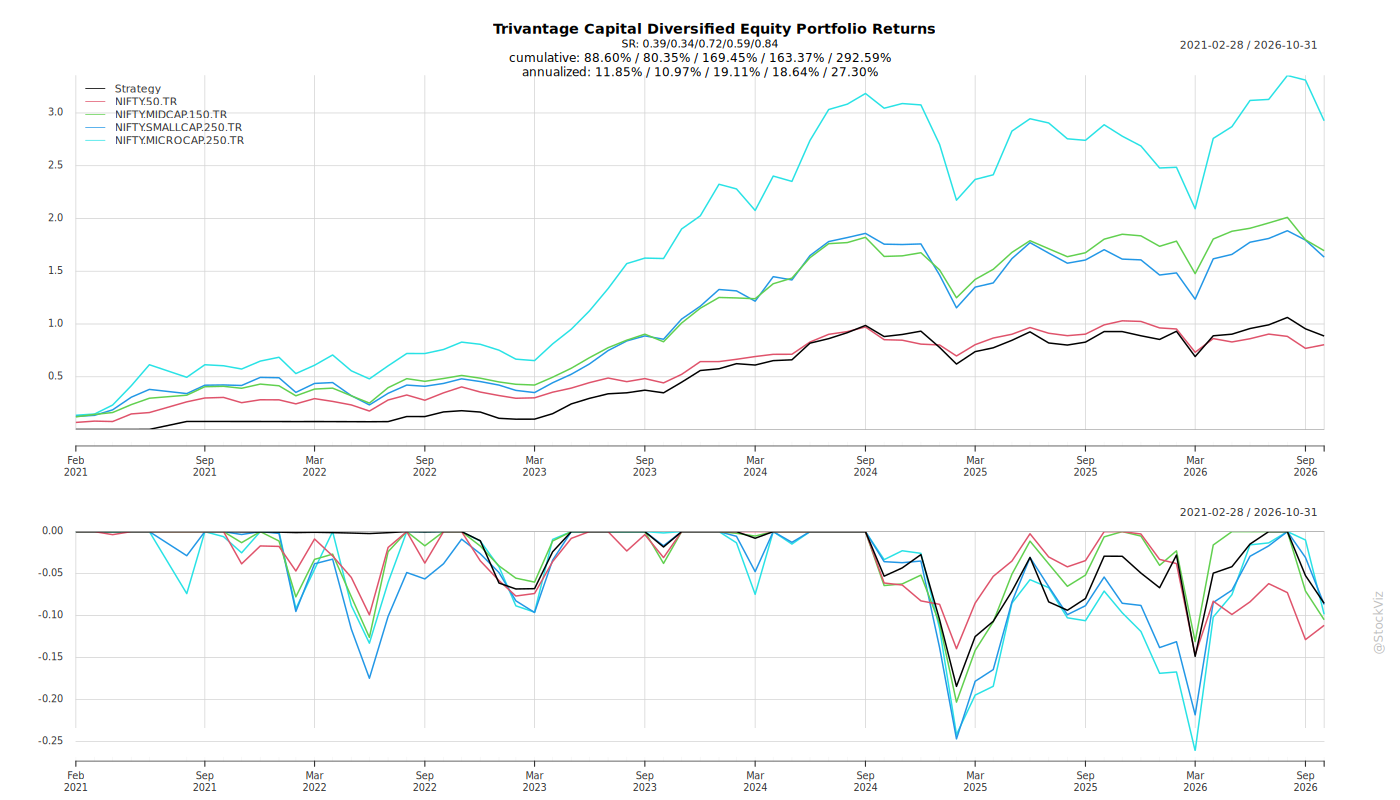 Trivantage Capital Diversified Equity Portfolio Returns
SR: 0.39/0.34/0.72/0.59/0.84
cumulative: 88.60% / 80.35% / 169.45% / 163.37% / 292.59%
annualized: 11.85% / 10.97% / 19.11% / 18.64% / 27.30%
2021-02-28 / 2026-10-31
Strategy
NIFTY50.TR
NIFTY.MIDCAP.150.TR
NIFTY.SMALLCAP.250.TR
NIFTY.MICROCAP.250.TR
3.0
2.5
2.0
1.5
1.0
0.5
Feb Sep Mar Sep Mar Sep Mar Sep Mar Sep Mar Sep
2021 2021 2022 2022 2023 2023 2024 2024 2025 2025 2026 2026
2021-02-28 / 2026-10-31
0.00
-0.05
-0.10
-0.15
-0.20
-0.25
Feb Sep Mar Sep Mar Sep Mar Sep Mar Sep Mar Sep
2021 2021 2022 2022 2023 2023 2024 2024 2025 2025 2026 2026
@StockViz